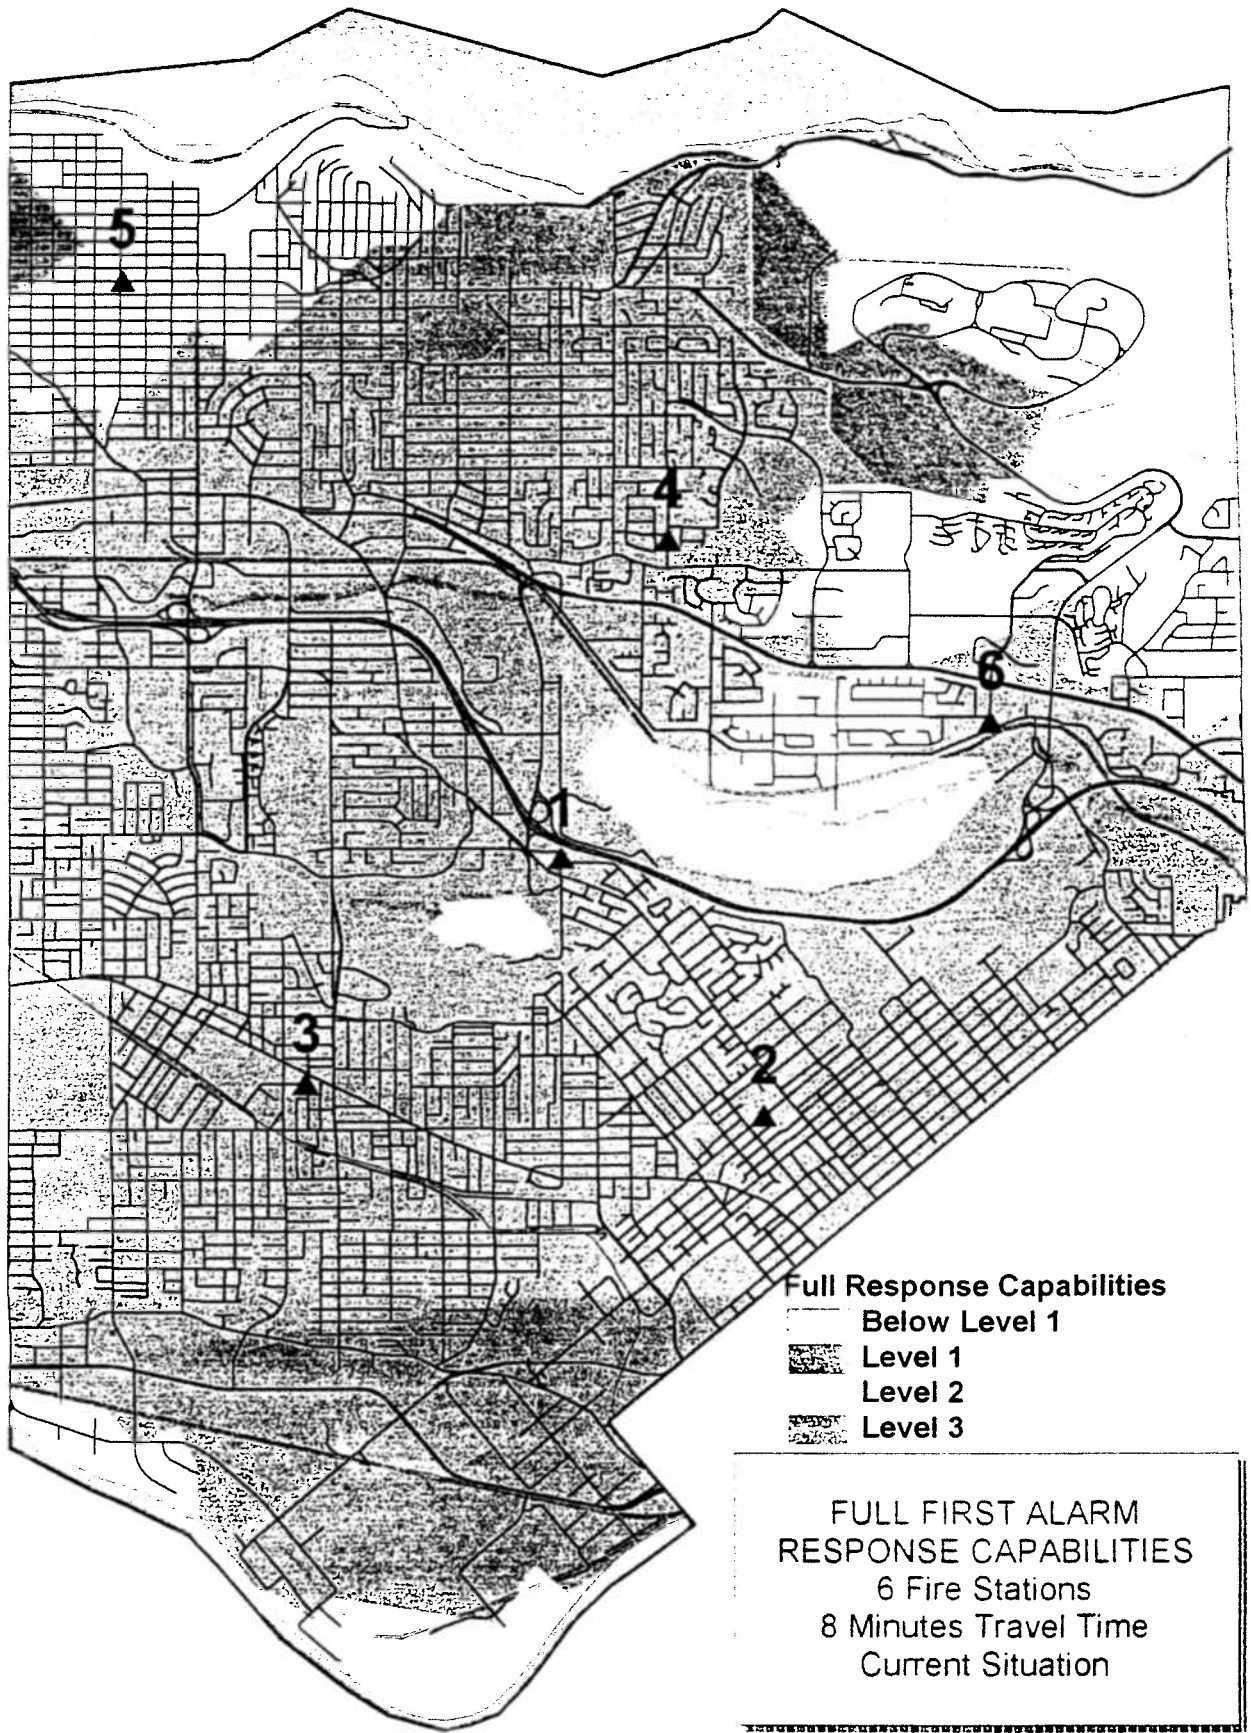 5
4
6
1
3
2
Full Response Capabilities
Below Level 1
Level 1
Level 2
Level 3
FULL FIRST ALARM
RESPONSE CAPABILITIES
6 Fire Stations
8 Minutes Travel Time
Current Situation